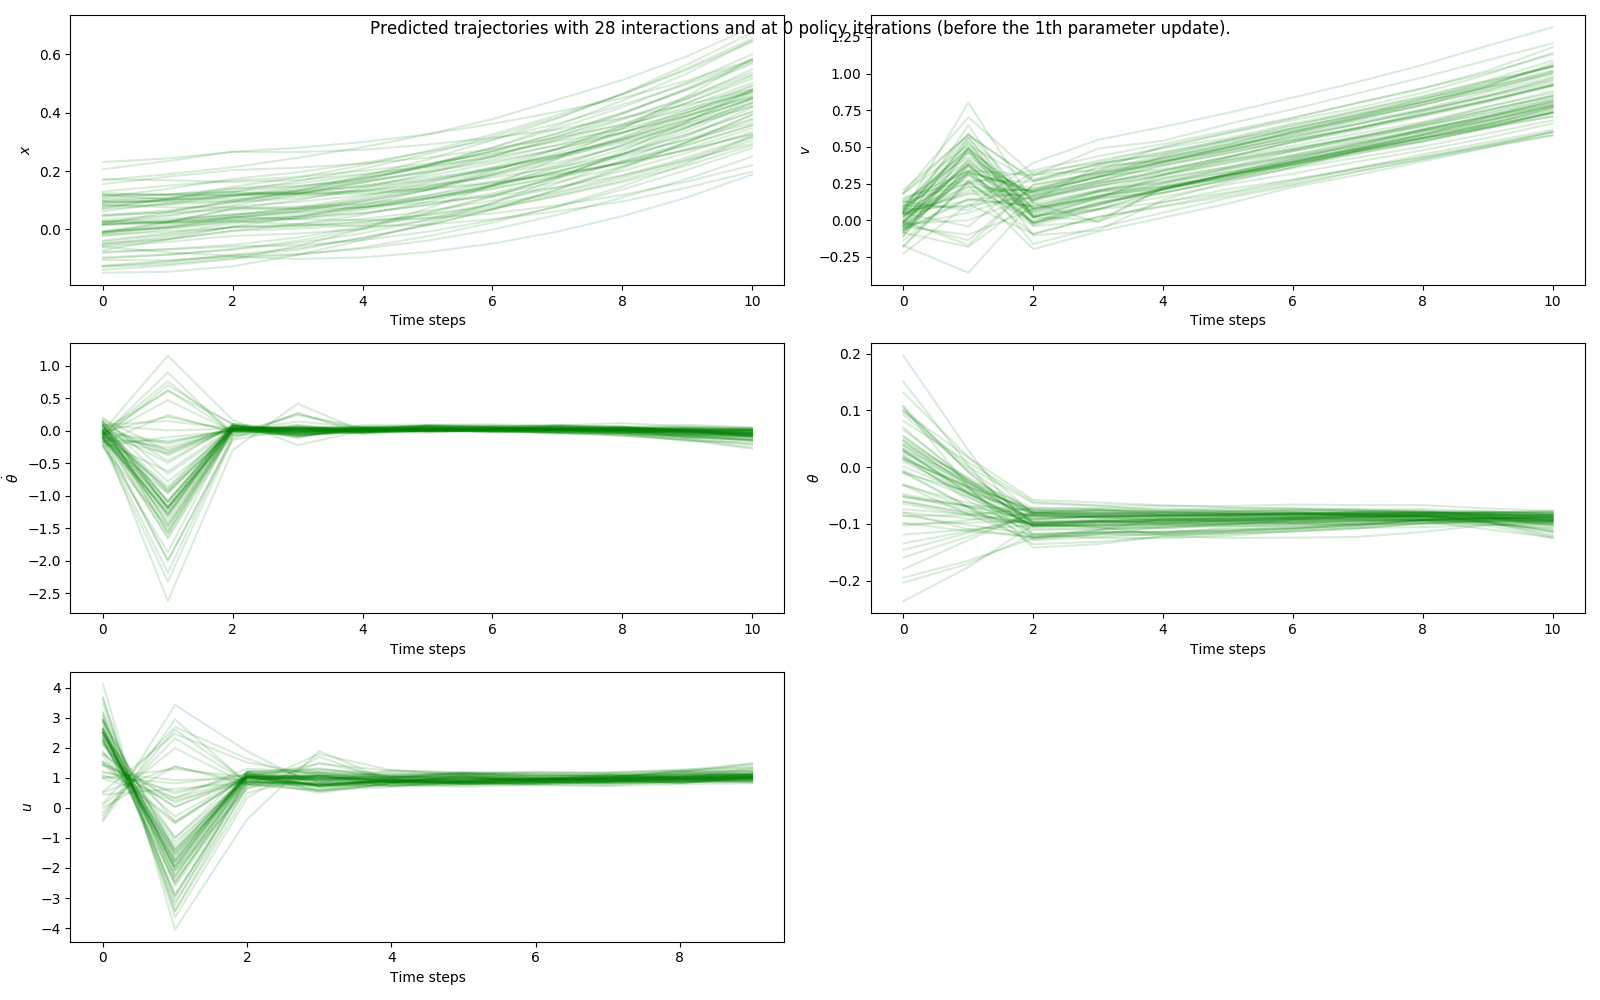 Predicted trajectories with 28 interactions and at 0 policy iterations (before the 1th parameter update).
0.6
0.4
0.2
0.0
x
0 2 4 6 8 10
Time steps
1.25
1.00
0.75
0.50
0.25
0.00
−0.25
v
0 2 4 6 8 10
Time steps
1.0
0.5
0.0
−0.5
−1.0
−1.5
−2.0
−2.5
θ̇
0 2 4 6 8 10
Time steps
0.2
0.1
0.0
−0.1
−0.2
θ
0 2 4 6 8 10
Time steps
4
3
2
1
0
−1
−2
−3
−4
u
0 2 4 6 8
Time steps